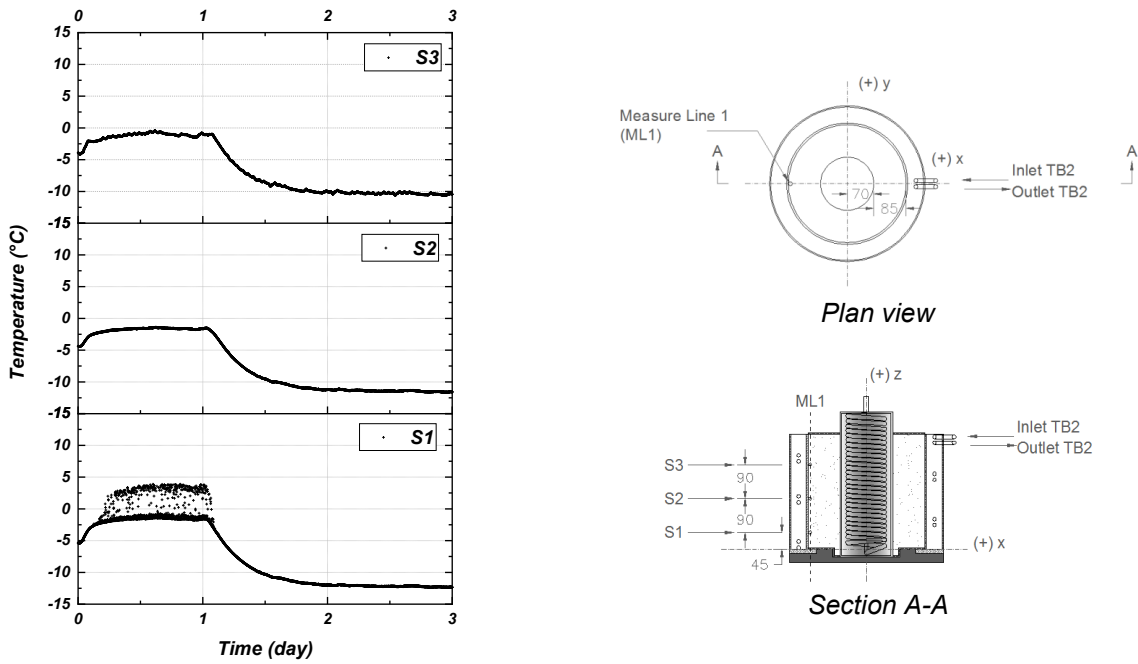 0 1 2 3
15
10
5
0
-5
-10
-15
S3
10
5
0
-5
-10
-15
S2
10
5
0
-5
-10
-15
S1
0 1 2 3
Temperature (°C)
Time (day)
(+) y
Measure Line 1
(ML1)
A
(+) x
A
Inlet TB2
Outlet TB2
70
85
Plan view
(+) z
ML1
Inlet TB2
Outlet TB2
S3
90
S2
90
S1
45
(+) x
Section A-A